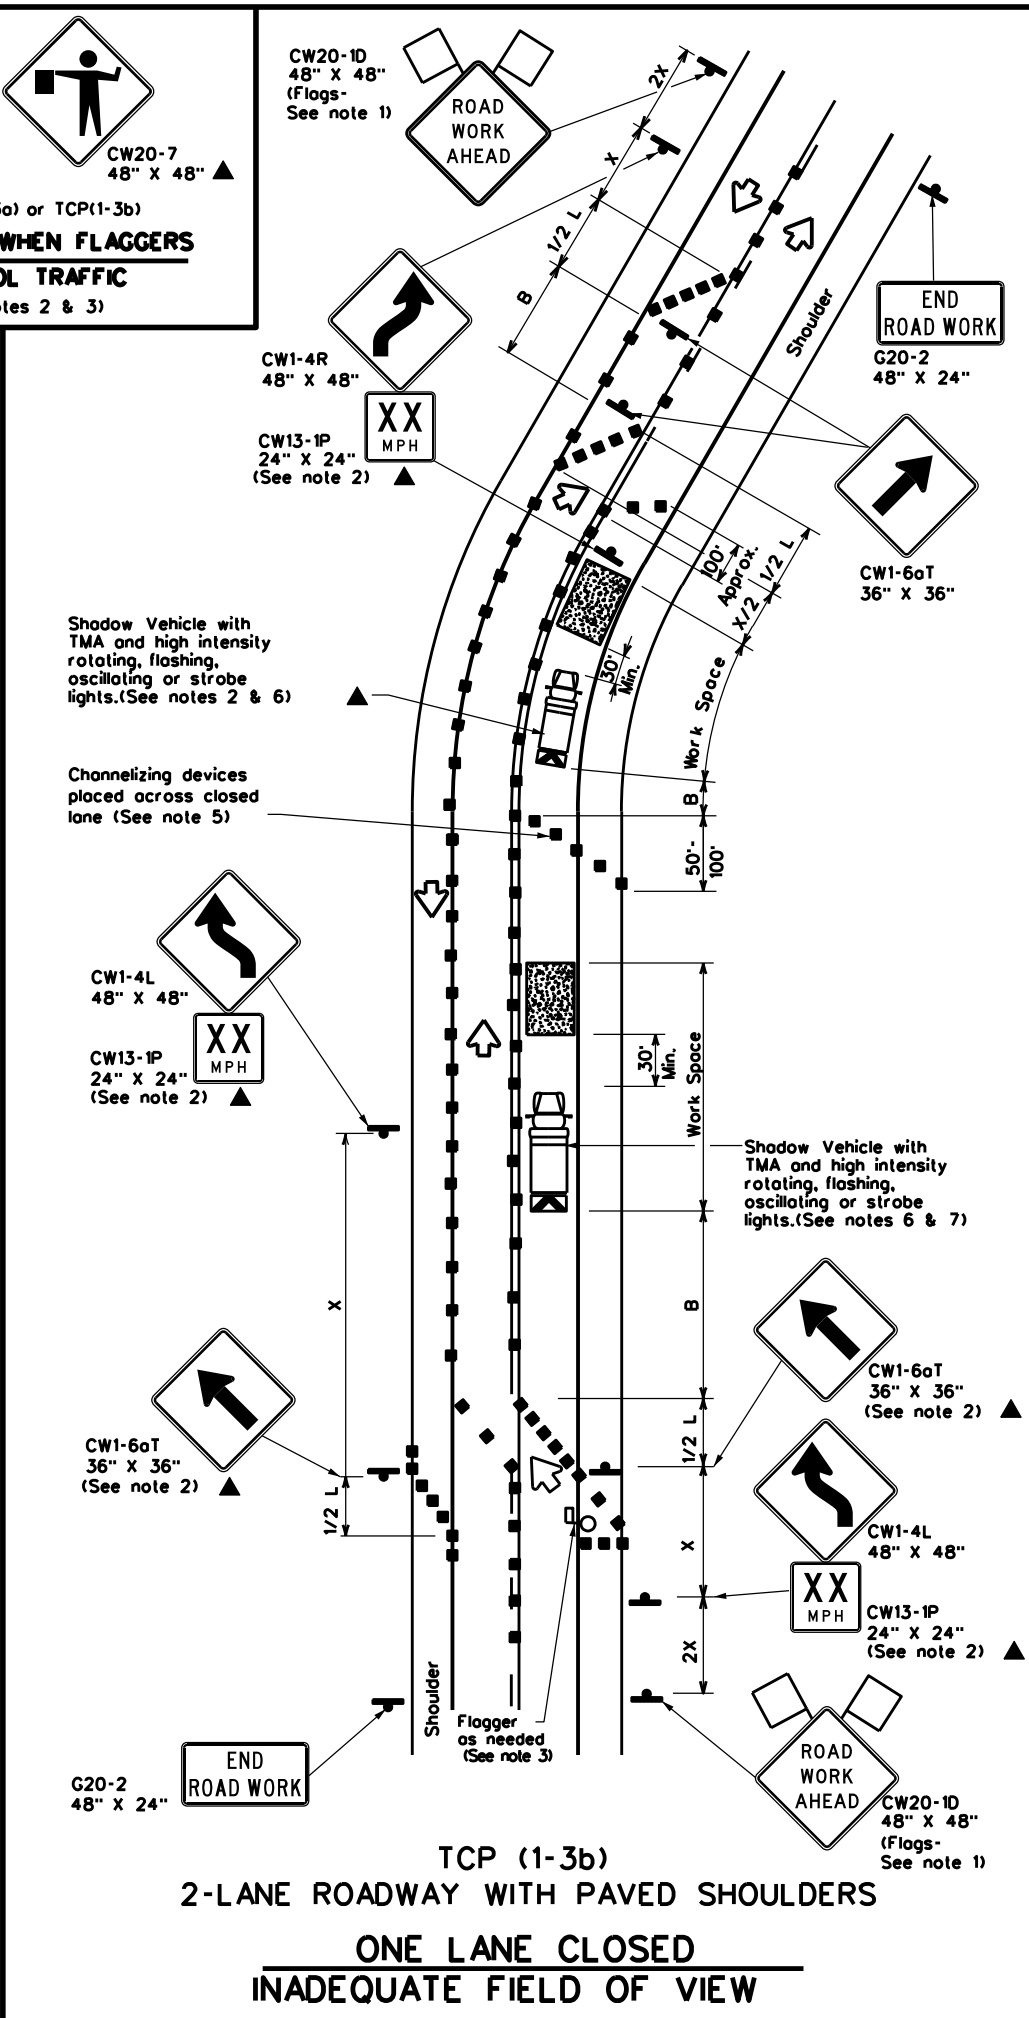 CW20-7
48" X 48"
or TCP(1-3b)
WHEN FLAGGERS
TRAFFIC
2 & 3)
CW20-1D
48" X 48"
(Flags-
See note 1)
ROAD
WORK
AHEAD
2X
X
1/2 L
B
CW1-4R
48" X 48"
XX
MPH
CW13-1P
24" X 24"
(See note 2)
Shoulder
END
ROAD WORK
G20-2
48" X 24"
CW1-6aT
36" X 36"
100'
Approx.
1/2 L
X/2
30'
Min.
Work Space
B
50'-
100'
Shadow Vehicle with
TMA and high intensity
rotating, flashing,
oscillating or strobe
lights.(See notes 2 & 6)
Channelizing devices
placed across closed
lane (See note 5)
CW1-4L
48" X 48"
XX
MPH
CW13-1P
24" X 24"
(See note 2)
30'
Min.
Work Space
Shadow Vehicle with
TMA and high intensity
rotating, flashing,
oscillating or strobe
lights.(See notes 6 & 7)
X
B
CW1-6aT
36" X 36"
(See note 2)
CW1-6aT
36" X 36"
(See note 2)
1/2 L
1/2 L
X
CW1-4L
48" X 48"
XX
MPH
CW13-1P
24" X 24"
(See note 2)
2X
Shoulder
Flagger
as needed
(See note 3)
END
ROAD WORK
G20-2
48" X 24"
ROAD
WORK
AHEAD
CW20-1D
48" X 48"
(Flags-
See note 1)
TCP (1-3b)
2-LANE ROADWAY WITH PAVED SHOULDERS
ONE LANE CLOSED
INADEQUATE FIELD OF VIEW